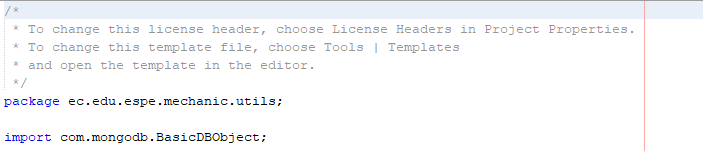 /*
 * To change this license header, choose License Headers in Project Properties.
 * To change this template file, choose Tools | Templates
 * and open the template in the editor.
 */
package ec.edu.espe.mechanic.utils;
import com.mongodb.BasicDBObject;